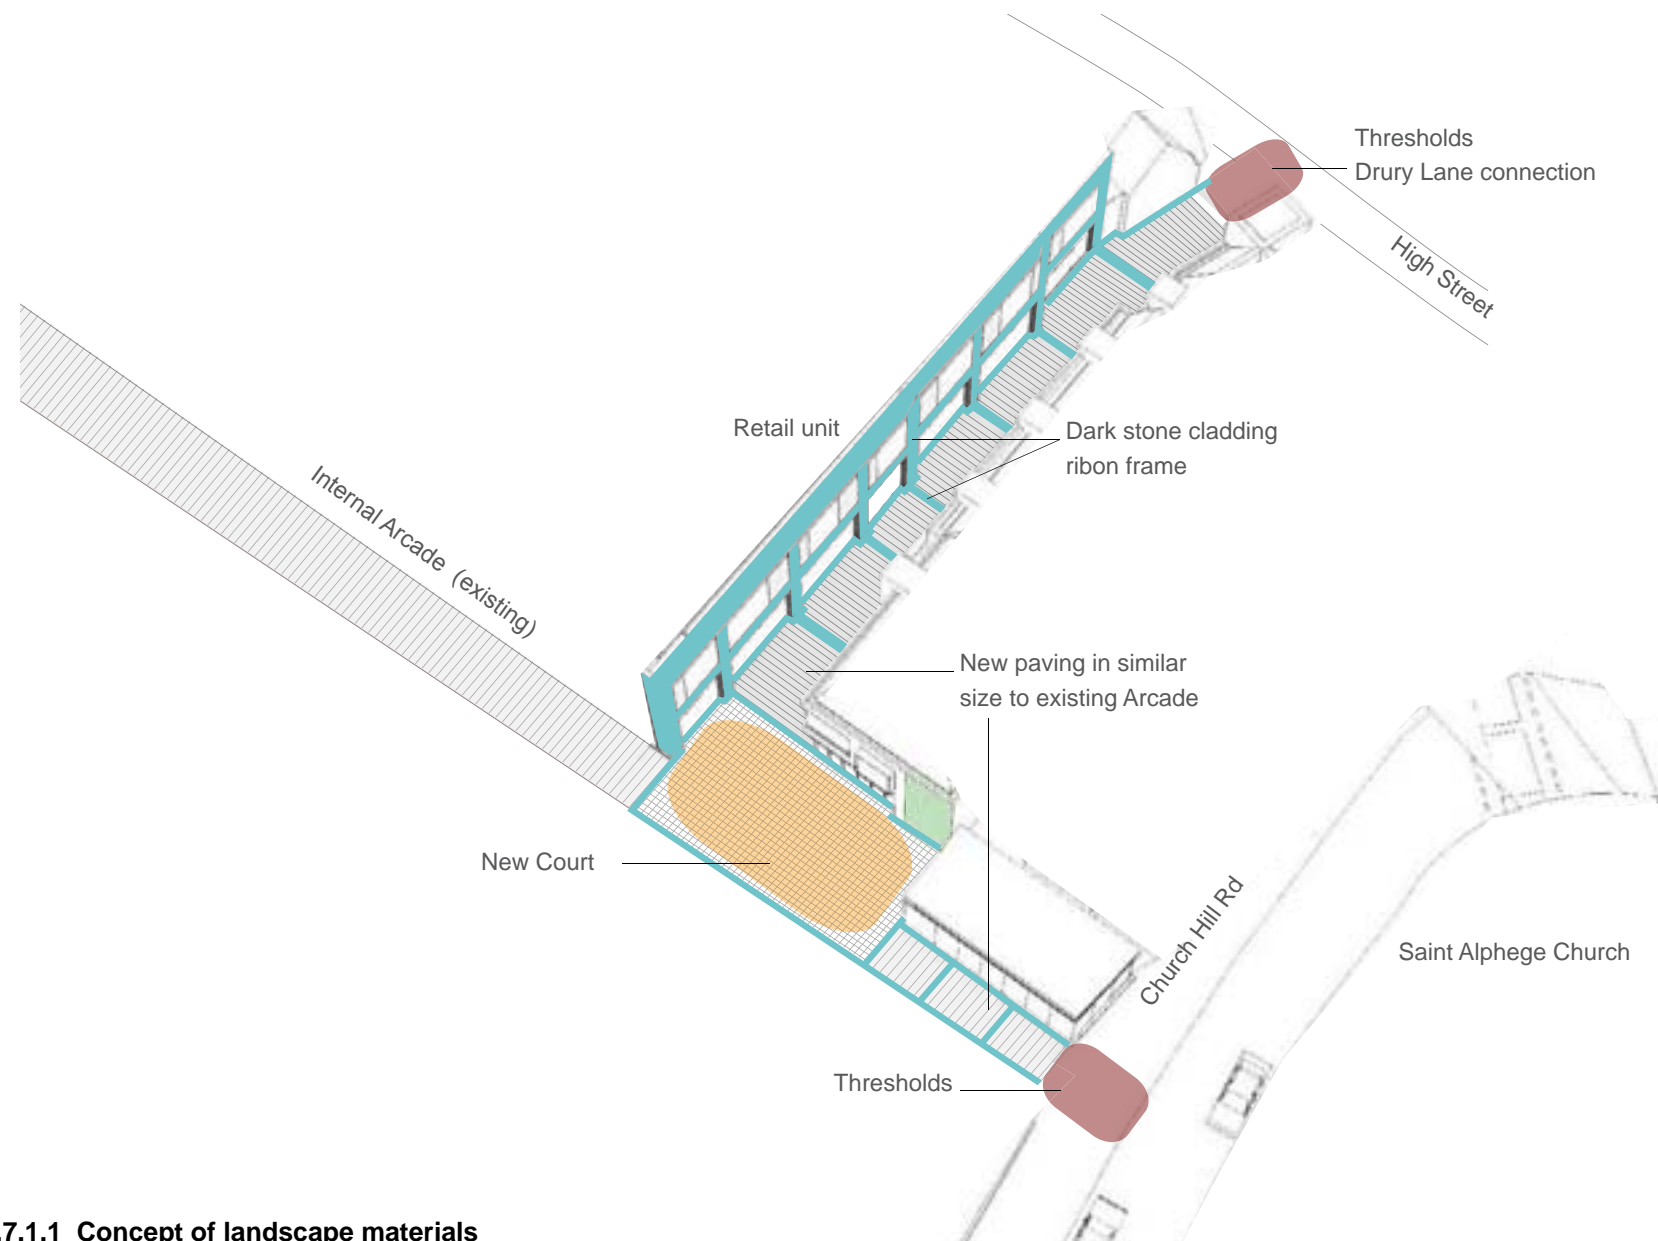 Thresholds
Drury Lane connection
High Street
Retail unit
Dark stone cladding
ribon frame
Internal Arcade (existing)
New paving in similar
size to existing Arcade
New Court
Church Hill Rd
Saint Alphege Church
Thresholds
.7.1.1 Concept of landscape materials